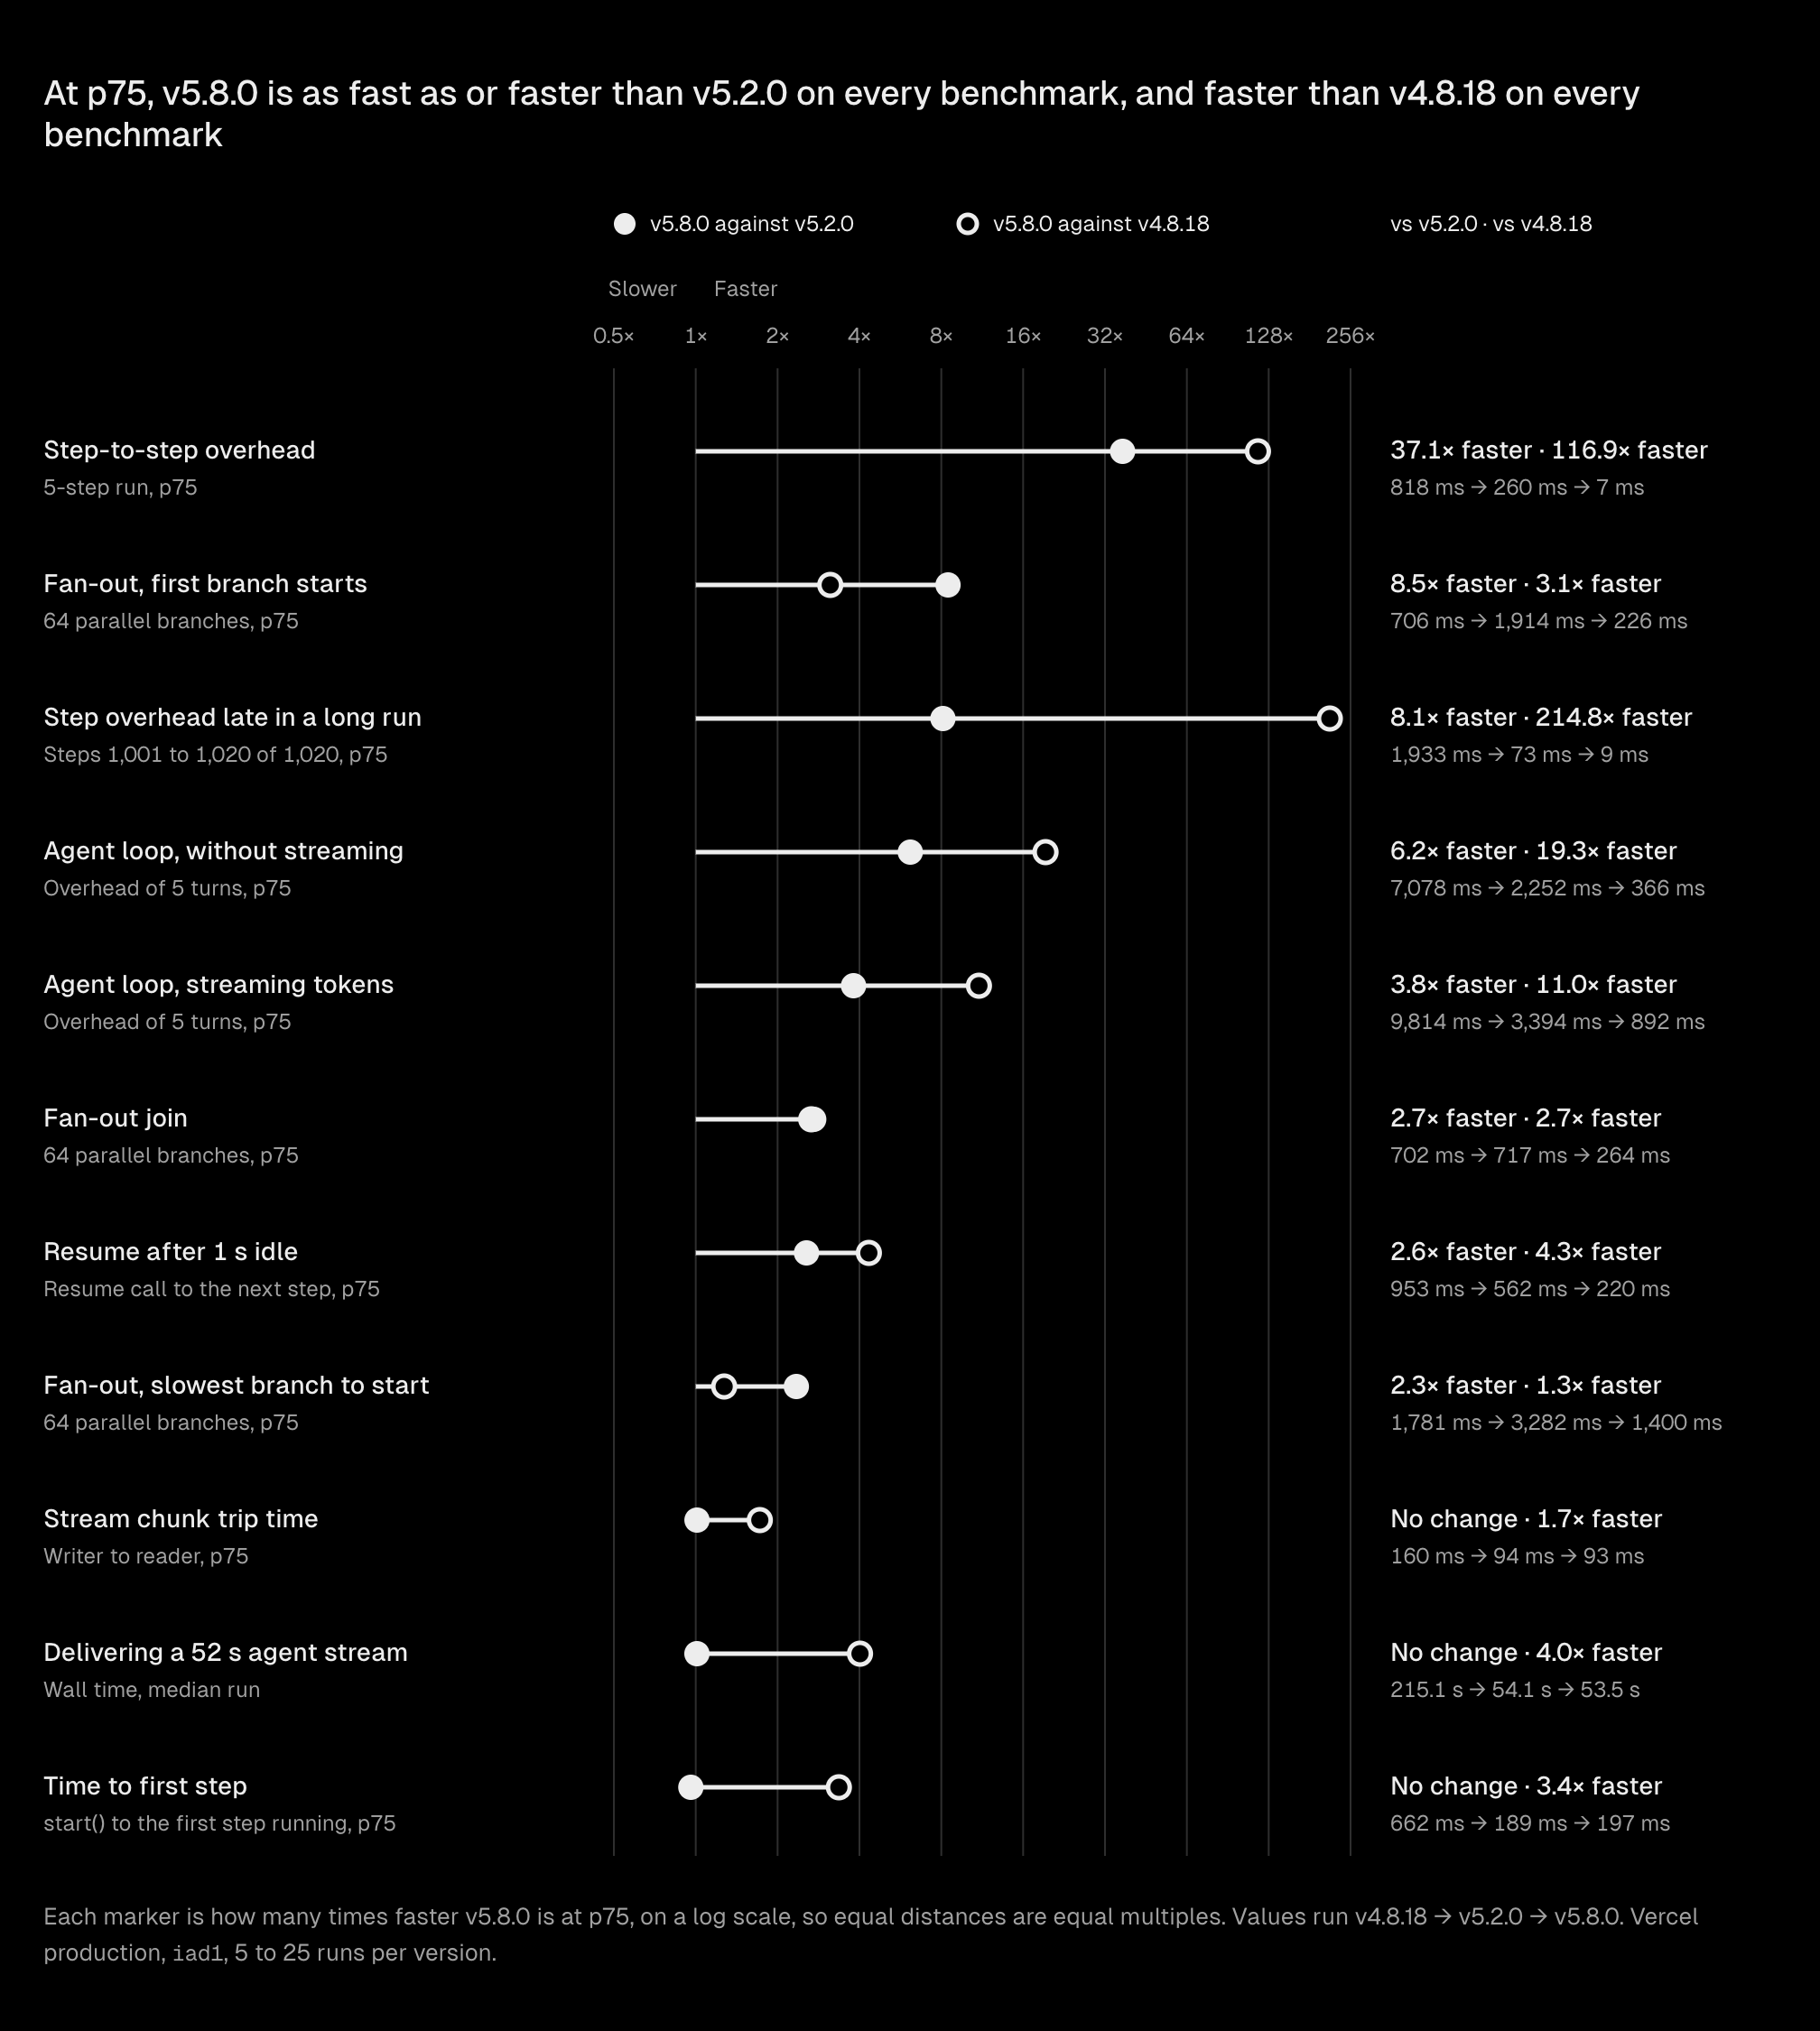 At p75, v5.8.0 is as fast as or faster than v5.2.0 on every benchmark, and faster than v4.8.18 on every
benchmark
v5.8.0 against v5.2.0
v5.8.0 against v4.8.18
vs v5.2.0 · vs v4.8.18
Slower
Faster
0.5× 1× 2× 4× 8× 16× 32× 64× 128× 256×
Step-to-step overhead
5-step run, p75
37.1× faster · 116.9× faster
818 ms → 260 ms → 7 ms
Fan-out, first branch starts
64 parallel branches, p75
8.5× faster · 3.1× faster
706 ms → 1,914 ms → 226 ms
Step overhead late in a long run
Steps 1,001 to 1,020 of 1,020, p75
8.1× faster · 214.8× faster
1,933 ms → 73 ms → 9 ms
Agent loop, without streaming
Overhead of 5 turns, p75
6.2× faster · 19.3× faster
7,078 ms → 2,252 ms → 366 ms
Agent loop, streaming tokens
Overhead of 5 turns, p75
3.8× faster · 11.0× faster
9,814 ms → 3,394 ms → 892 ms
Fan-out join
64 parallel branches, p75
2.7× faster · 2.7× faster
702 ms → 717 ms → 264 ms
Resume after 1 s idle
Resume call to the next step, p75
2.6× faster · 4.3× faster
953 ms → 562 ms → 220 ms
Fan-out, slowest branch to start
64 parallel branches, p75
2.3× faster · 1.3× faster
1,781 ms → 3,282 ms → 1,400 ms
Stream chunk trip time
Writer to reader, p75
No change · 1.7× faster
160 ms → 94 ms → 93 ms
Delivering a 52 s agent stream
Wall time, median run
No change · 4.0× faster
215.1 s → 54.1 s → 53.5 s
Time to first step
start() to the first step running, p75
No change · 3.4× faster
662 ms → 189 ms → 197 ms
Each marker is how many times faster v5.8.0 is at p75, on a log scale, so equal distances are equal multiples. Values run v4.8.18 → v5.2.0 → v5.8.0. Vercel
production, iad1, 5 to 25 runs per version.